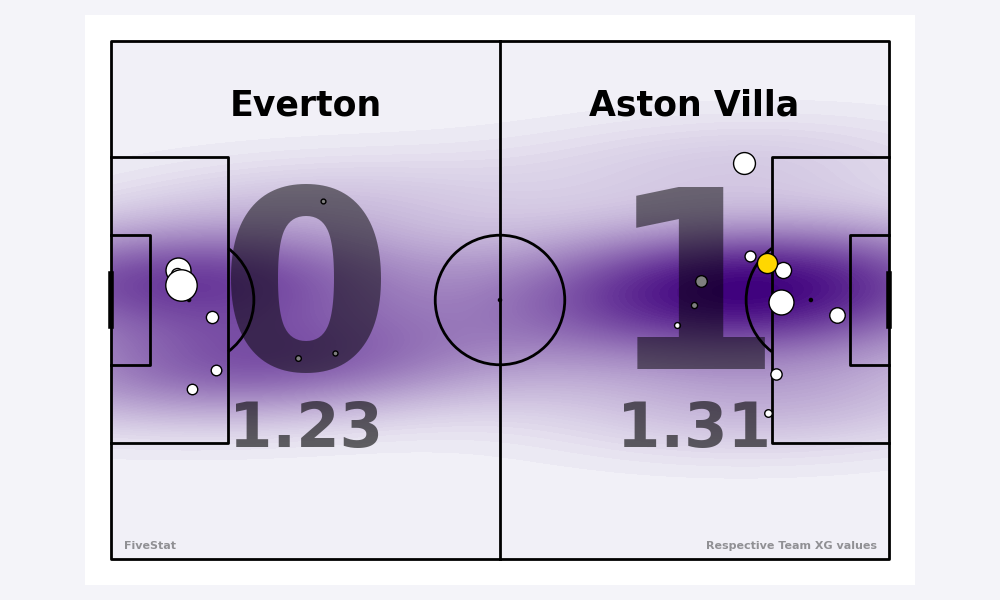 Everton
Aston Villa
0
1
1.23
1.31
FiveStat
Respective Team XG values